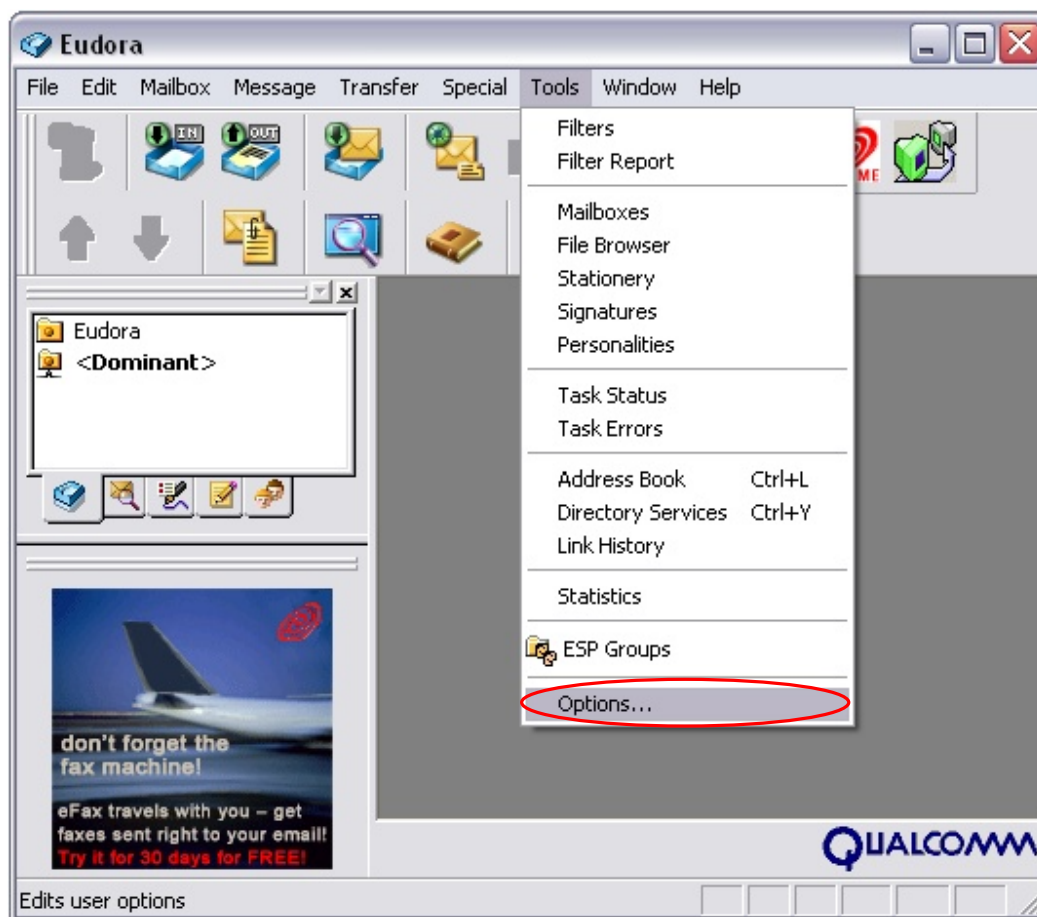 Eudora
File Edit Mailbox Message Transfer Special Tools Window Help
IN OUT
ME
Filters
Filter Report
Mailboxes
File Browser
Stationery
Signatures
Personalities
Task Status
Task Errors
Address Book Ctrl+L
Directory Services Ctrl+Y
Link History
Statistics
ESP Groups
Options...
Eudora
<Dominant>
don't forget the
fax machine!
eFax travels with you – get
faxes sent right to your email!
Try it for 30 days for FREE!
QUALCOMM
Edits user options